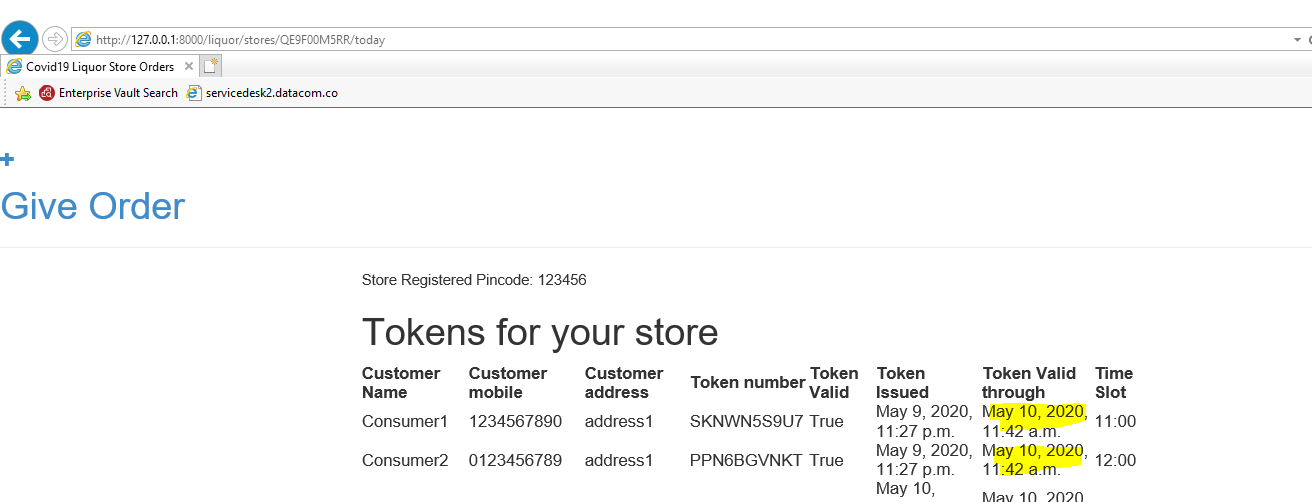 http://127.0.0.1:8000/liquor/stores/QE9F00M5RR/today
Covid19 Liquor Store Orders
Enterprise Vault Search servicedesk2.datacom.co
+
Give Order
Store Registered Pincode: 123456
Tokens for your store
Customer Name Customer mobile Customer address Token number Token Valid Token Issued Token Valid through Time Slot
Consumer1 1234567890 address1 SKNWN5S9U7 True May 9, 2020, 11:27 p.m. May 10, 2020, 11:42 a.m. 11:00
Consumer2 0123456789 address1 PPN6BGVNKT True May 9, 2020, 11:27 p.m. May 10, 2020, 11:42 a.m. 12:00
May 10, May 10, 2020,